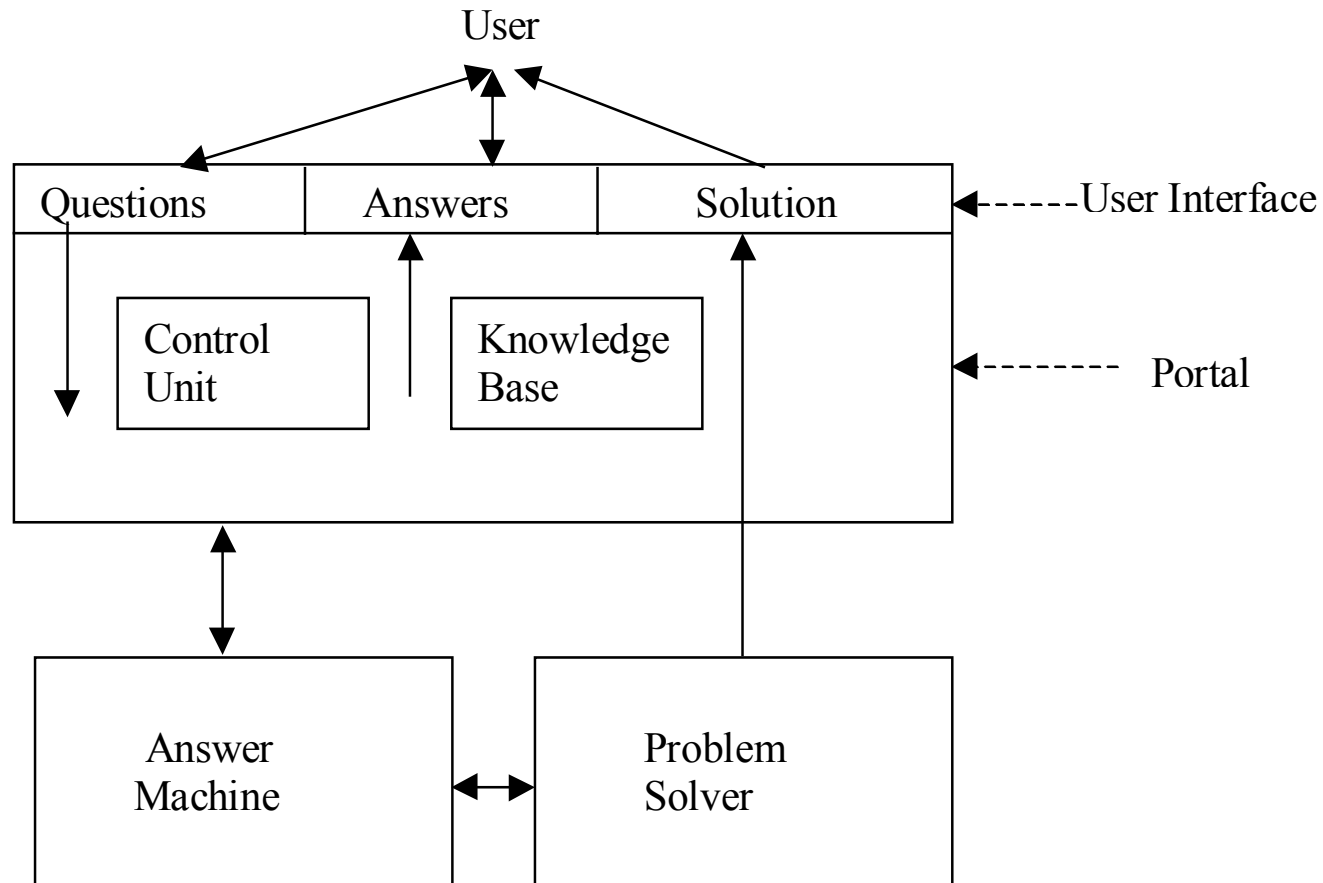 User
Questions
Answers
Solution
User Interface
Control
Unit
Knowledge
Base
Portal
Answer
Machine
Problem
Solver